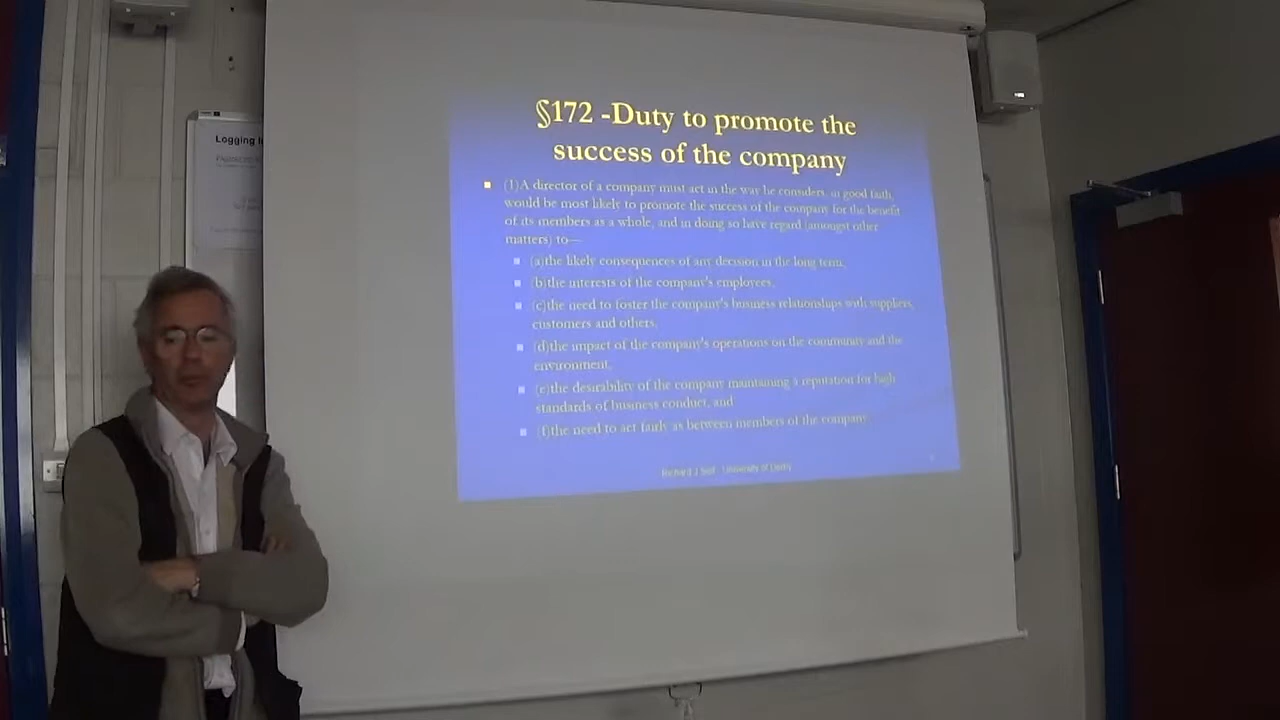 Logging I
§172 -Duty to promote the
success of the company
(1)A director of a company must act in the way he considers, in good faith,
would be most likely to promote the success of the company for the benefit
of its members as a whole, and in doing so have regard (amongst other
matters) to—
(a)the likely consequences of any decision in the long term,
(b)the interests of the company's employees,
(c)the need to foster the company's business relationships with suppliers,
customers and others,
(d)the impact of the company's operations on the community and the
environment,
(e)the desirability of the company maintaining a reputation for high
standards of business conduct, and
(f)the need to act fairly as between members of the company.
Richard J - University of Derby